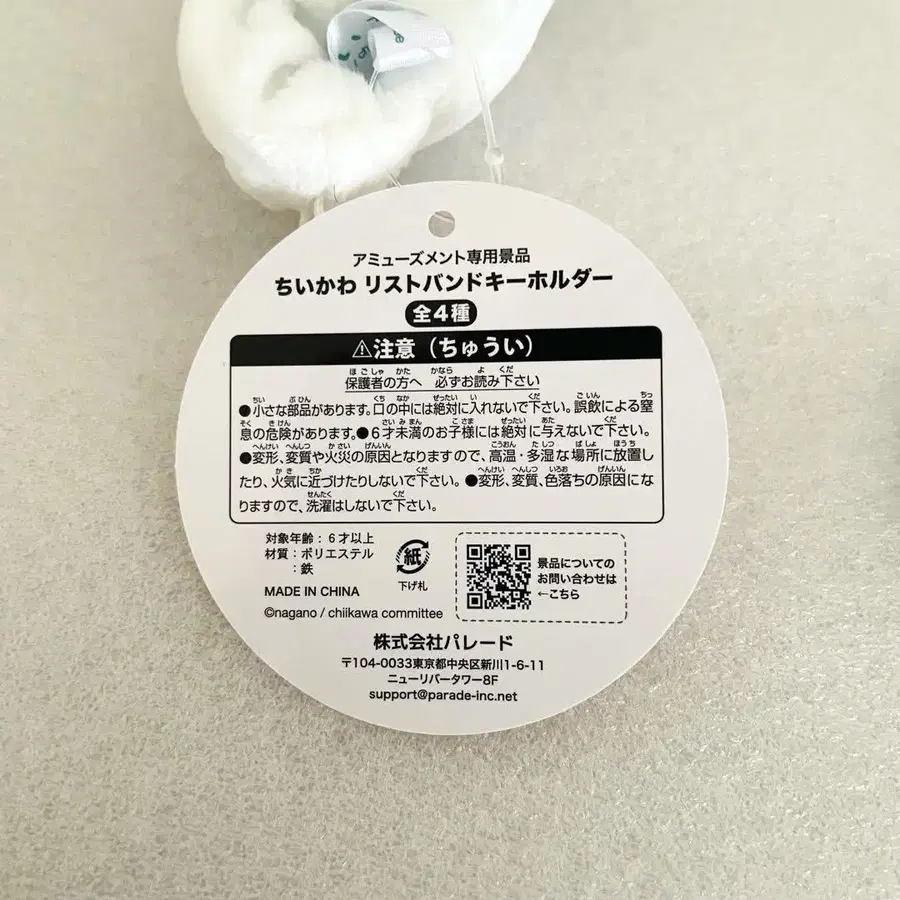 アミューズメント専用景品
ちいかわ リストバンドキーホルダー
全4種
⚠注意（ちゅうい）
保護者の方へ 必ずお読み下さい
●小さな部品があります。口の中には絶対に入れないで下さい。誤飲による窒
息の危険があります。●6才未満のお子様には絶対に与えないで下さい。
●変形、変質や火災の原因となりますので、高温・多湿な場所に放置し
たり、火気に近づけたりしないで下さい。●変形、変質、色落ちの原因にな
りますので、洗濯はしないで下さい。
対象年齢：6才以上
材質：ポリエステル
：鉄
MADE IN CHINA
©nagano / chiikawa committee
紙
下げ札
景品についての
お問い合わせは
←こちら
株式会社パレード
〒104-0033東京都中央区新川1-6-11
ニューリバータワー8F
support@parade-inc.net